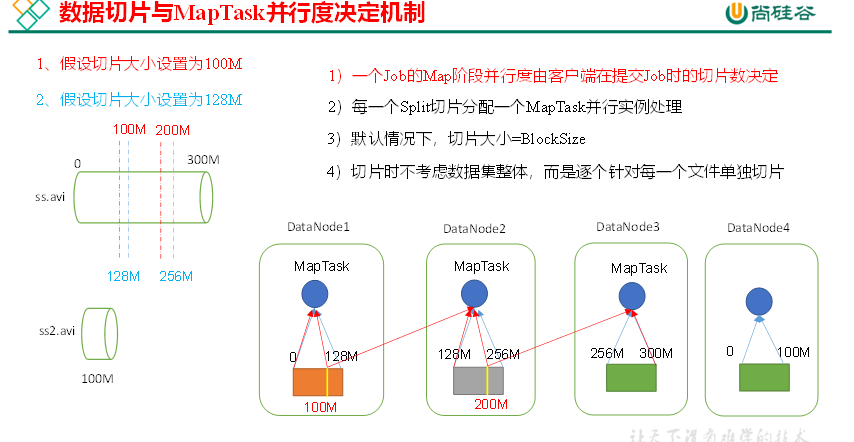 数据切片与MapTask并行度决定机制
尚硅谷
1、假设切片大小设置为100M
2、假设切片大小设置为128M
1）一个Job的Map阶段并行度由客户端在提交Job时的切片数决定
2）每一个Split切片分配一个MapTask并行实例处理
3）默认情况下，切片大小=BlockSize
4）切片时不考虑数据集整体，而是逐个针对每一个文件单独切片
100M 200M
0 300M
ss.avi
128M 256M
ss2.avi
100M
DataNode1 DataNode2 DataNode3 DataNode4
MapTask MapTask MapTask
0 128M 128M 256M 256M 300M 0 100M
100M 200M
让天下没有难学的技术